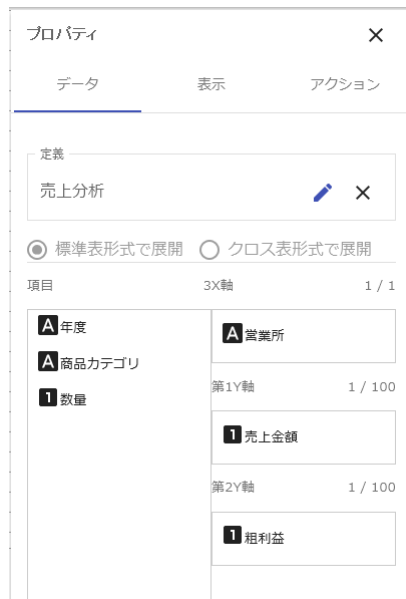 プロパティ
データ 表示 アクション
定義
売上分析
標準表形式で展開 クロス表形式で展開
項目 3X軸 1 / 1
A 年度
A 営業所
A 商品カテゴリ
1 数量
第1Y軸 1 / 100
1 売上金額
第2Y軸 1 / 100
1 粗利益